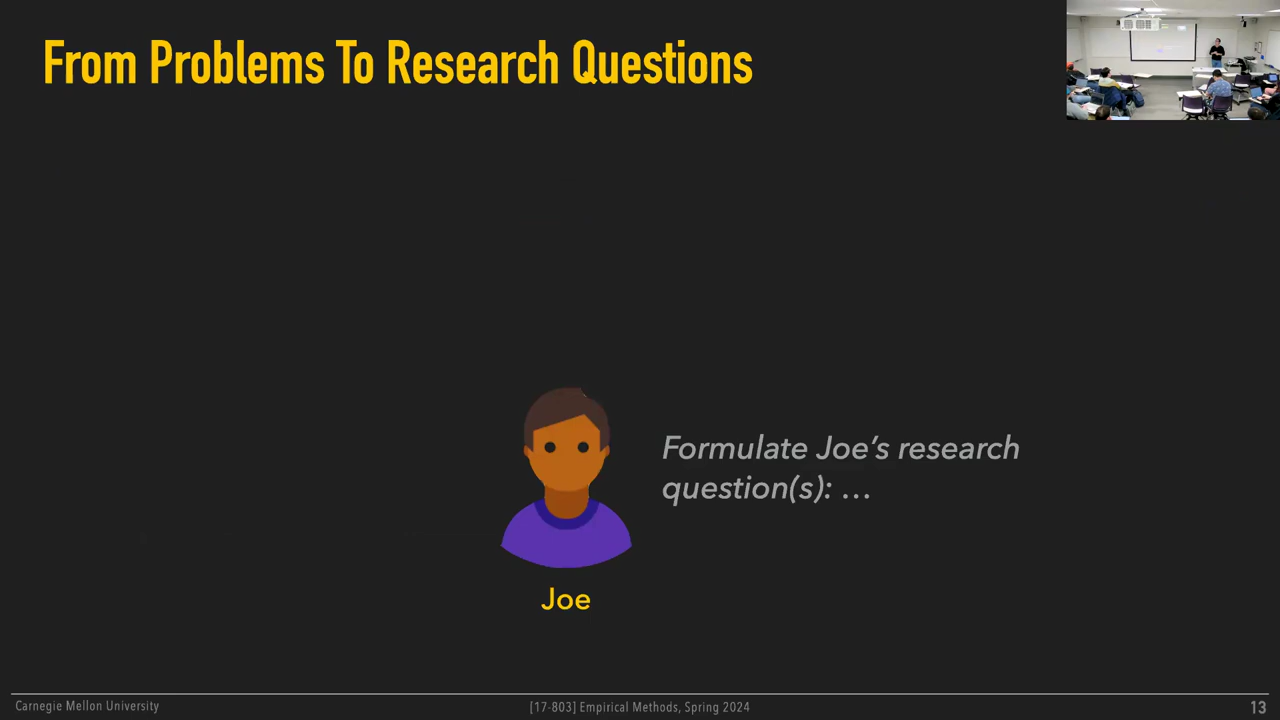 From Problems To Research Questions
Formulate Joe's research
question(s): …
Joe
Carnegie Mellon University
[17-803] Empirical Methods, Spring 2024
13